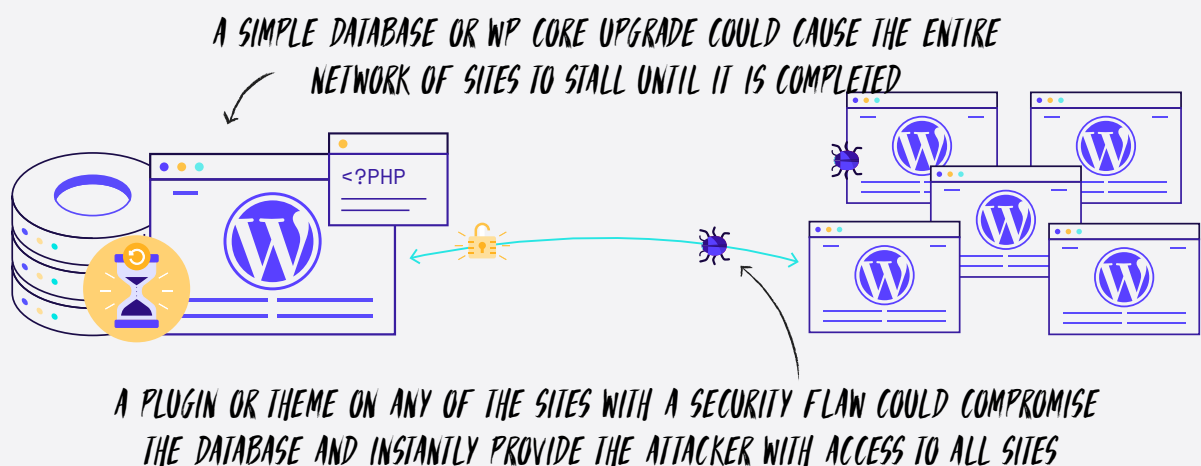 A SIMPLE DATABASE OR WP CORE UPGRADE COULD CAUSE THE ENTIRE
NETWORK OF SITES TO STALL UNTIL IT IS COMPLETED
<?PHP
A PLUGIN OR THEME ON ANY OF THE SITES WITH A SECURITY FLAW COULD COMPROMISE
THE DATABASE AND INSTANTLY PROVIDE THE ATTACKER WITH ACCESS TO ALL SITES